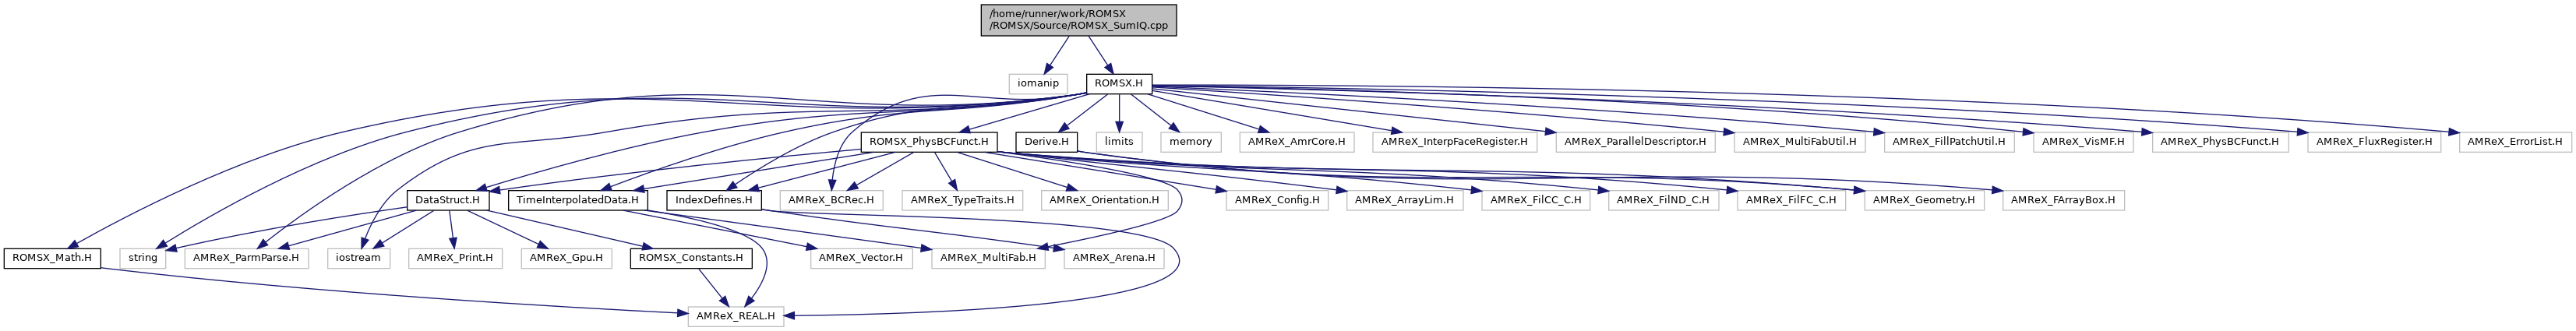 /home/runner/work/ROMSX
/ROMSX/Source/ROMSX_SumIQ.cpp
iomanip
ROMSX.H
ROMSX_PhysBCFunct.H
Derive.H
limits
memory
AMReX_AmrCore.H
AMReX_InterpFaceRegister.H
AMReX_ParallelDescriptor.H
AMReX_MultiFabUtil.H
AMReX_FillPatchUtil.H
AMReX_VisMF.H
AMReX_PhysBCFunct.H
AMReX_FluxRegister.H
AMReX_ErrorList.H
DataStruct.H
TimeInterpolatedData.H
IndexDefines.H
AMReX_BCRec.H
AMReX_TypeTraits.H
AMReX_Orientation.H
AMReX_Config.H
AMReX_ArrayLim.H
AMReX_FilCC_C.H
AMReX_FilND_C.H
AMReX_FilFC_C.H
AMReX_Geometry.H
AMReX_FArrayBox.H
ROMSX_Math.H
string
AMReX_ParmParse.H
iostream
AMReX_Print.H
AMReX_Gpu.H
ROMSX_Constants.H
AMReX_Vector.H
AMReX_MultiFab.H
AMReX_Arena.H
AMReX_REAL.H